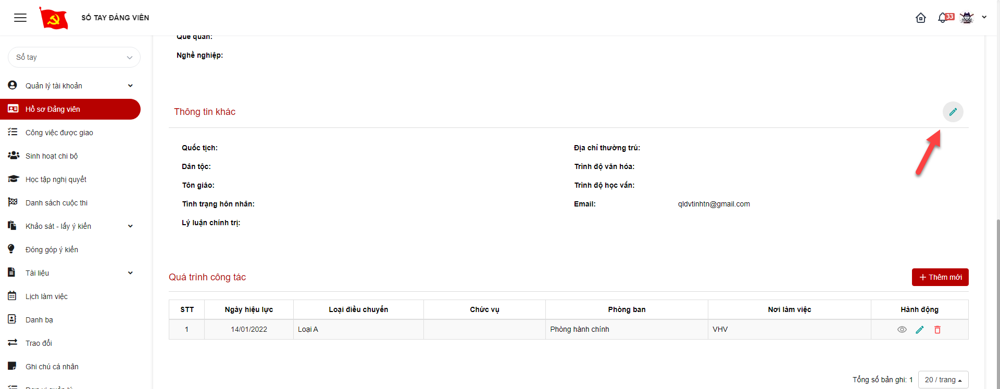 SỔ TAY ĐẢNG VIÊN
33
Sổ tay
Quản lý tài khoản
Hồ sơ Đảng viên
Công việc được giao
Sinh hoạt chi bộ
Học tập nghị quyết
Danh sách cuộc thi
Khảo sát - lấy ý kiến
Đóng góp ý kiến
Tài liệu
Lịch làm việc
Danh bạ
Trao đổi
Ghi chú cá nhân
Đơn vị quản lý
Quê quán:
Nghề nghiệp:
Thông tin khác
Quốc tịch:
Địa chỉ thường trú:
Dân tộc:
Trình độ văn hóa:
Tôn giáo:
Trình độ học vấn:
Tình trạng hôn nhân:
Email: qldvtinhtn@gmail.com
Lý luận chính trị:
Quá trình công tác
Thêm mới
STT Ngày hiệu lực Loại điều chuyển Chức vụ Phòng ban Nơi làm việc Hành động
1 14/01/2022 Loại A Phòng hành chính VHV
Tổng số bản ghi: 1 20 / trang